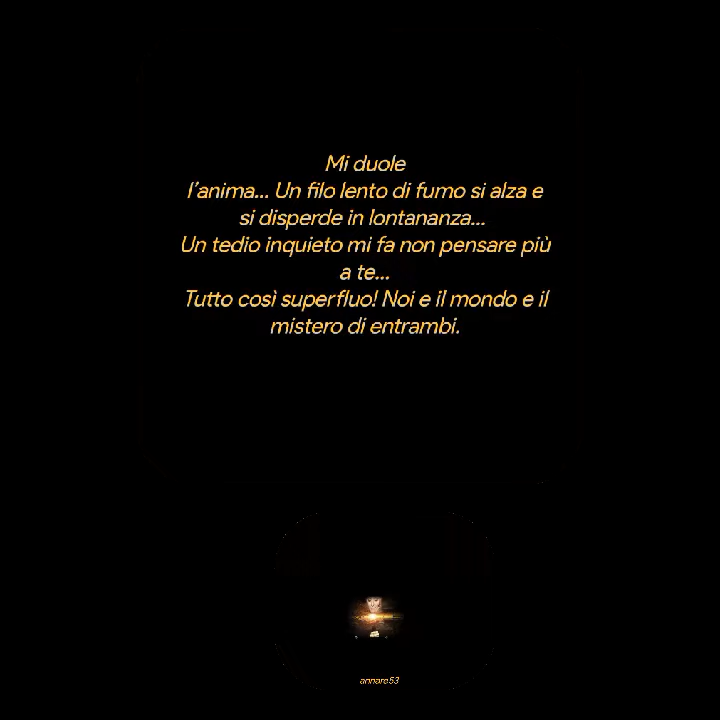 Mi duole
l'anima... Un filo lento di fumo si alza e
si disperde in lontananza...
Un tedio inquieto mi fa non pensare più
a te...
Tutto così superfluo! Noi e il mondo e il
mistero di entrambi.
annare53